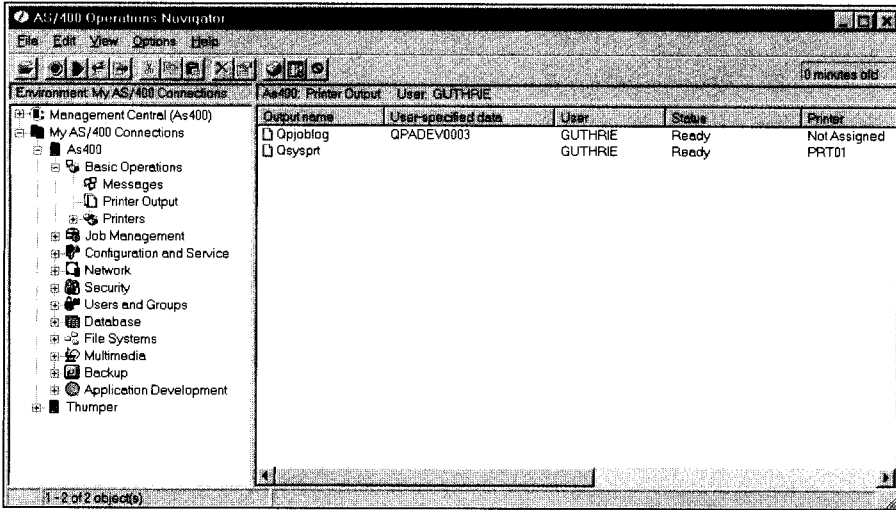 AS/400 Operations Navigator
File Edit View Options Help
0 minutes old
Environment: My AS/400 Connections
As400: Printer Output User: GUTHRIE
Management Central (As400)
My AS/400 Connections
As400
Basic Operations
Messages
Printer Output
Printers
Job Management
Configuration and Service
Network
Security
Users and Groups
Database
File Systems
Multimedia
Backup
Application Development
Thumper
Output name User-specified data User Status Printer
Qpjoblog QPADEV0003 GUTHRIE Ready Not Assigned
Qsysprt GUTHRIE Ready PRT01
1 - 2 of 2 object(s)